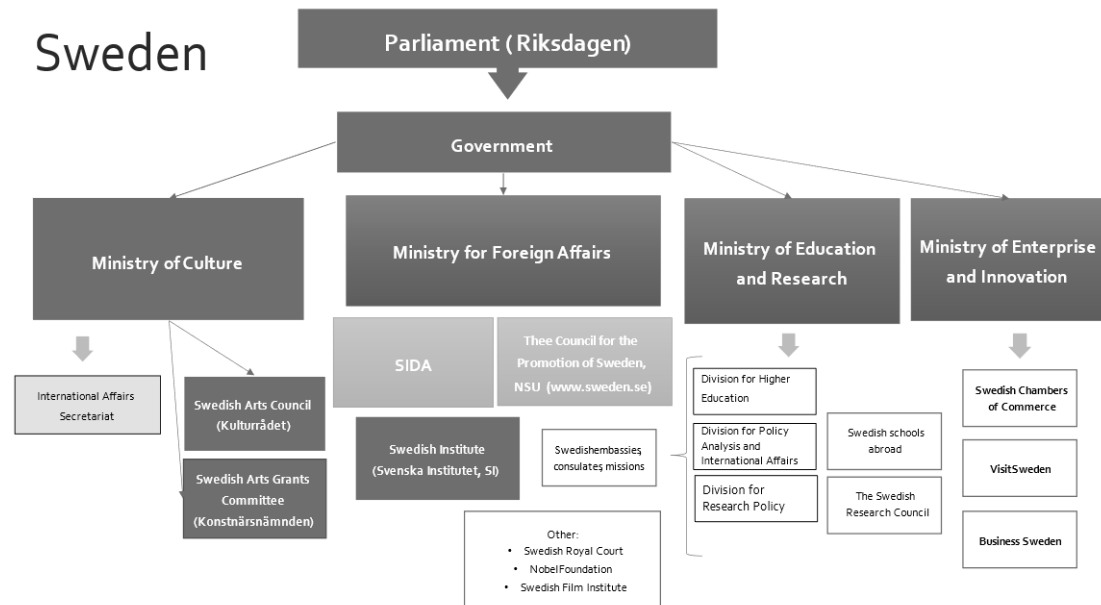 Sweden
Parliament (Riksdagen)
Government
Ministry of Culture
Ministry for Foreign Affairs
Ministry of Education
and Research
Ministry of Enterprise
and Innovation
International Affairs
Secretariat
Swedish Arts Council
(Kulturrådet)
Swedish Arts Grants
Committee
(Konstnärsnämnden)
SIDA
Thee Council for the
Promotion of Sweden,
NSU (www.sweden.se)
Swedish Institute
(Svenska Institutet, SI)
Swedishembassies,
consulates, missions
Other:
• Swedish Royal Court
• NobelFoundation
• Swedish Film Institute
Division for Higher
Education
Division for Policy
Analysis and
International Affairs
Division for
Research Policy
Swedish schools
abroad
The Swedish
Research Council
Swedish Chambers
of Commerce
VisitSweden
Business Sweden